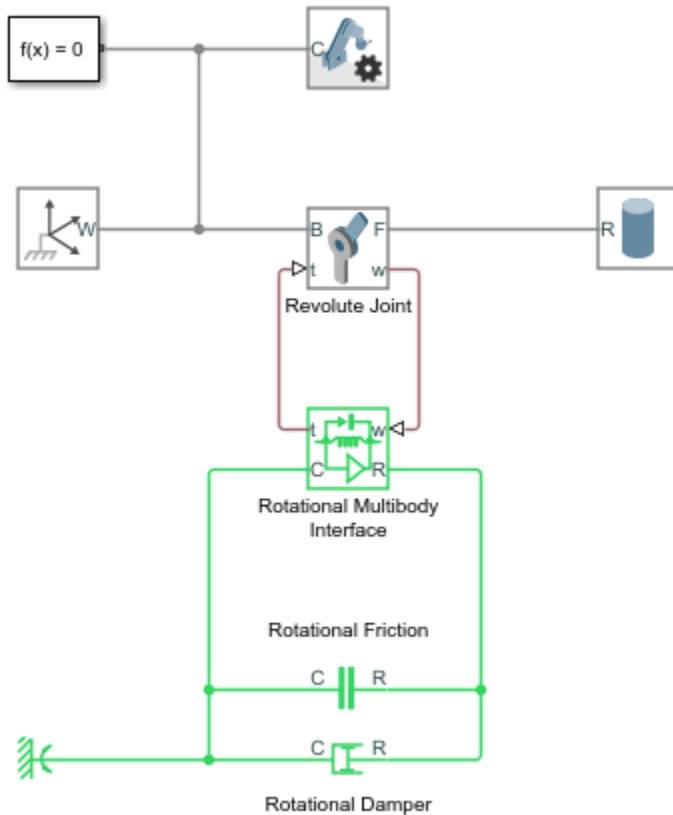 f(x) = 0
C
W
B F
R
t w
Revolute Joint
t w
C R
Rotational Multibody
Interface
Rotational Friction
C R
C R
Rotational Damper